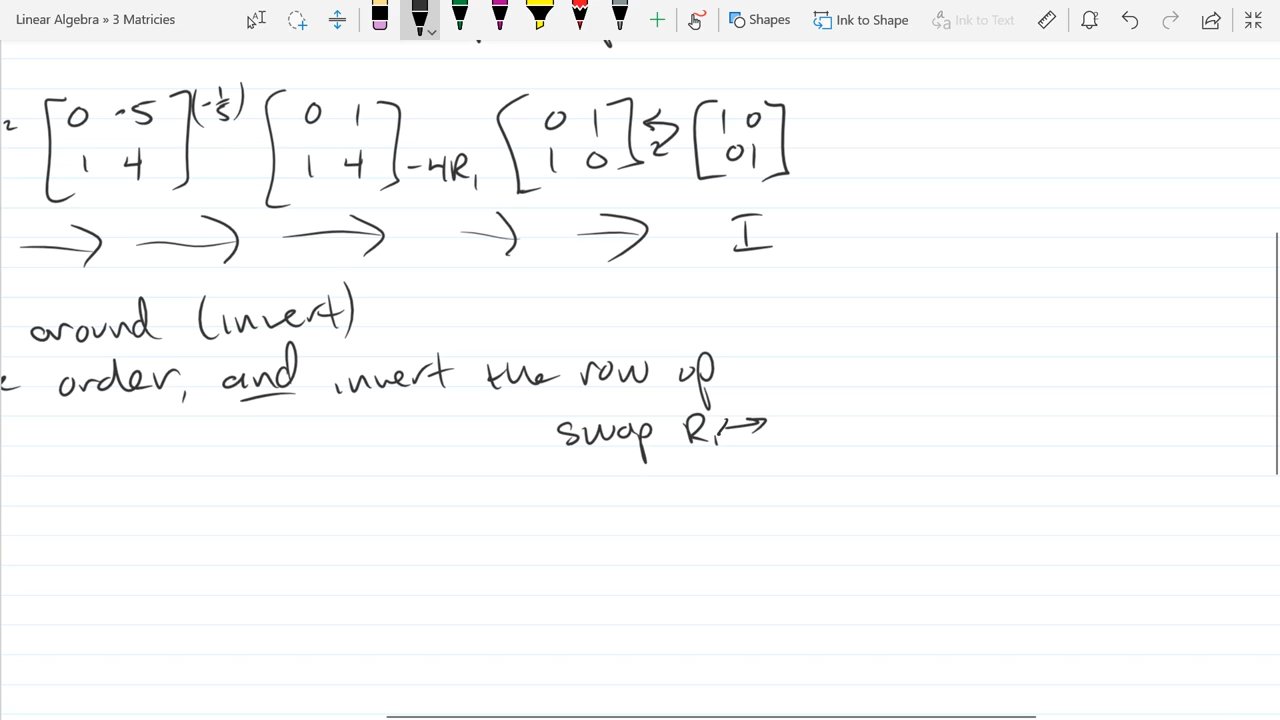 Linear Algebra » 3 Matricies
Shapes
Ink to Shape
Ink to Text
2 [0 -5] (-1/5) [0 1] [0 1] ↔ [1 0]
[1 4] [1 4] -4R₁ [1 0] 2 [0 1]
→ → → → → I
around (invert)
order, and invert the row op
swap R₁ ↔